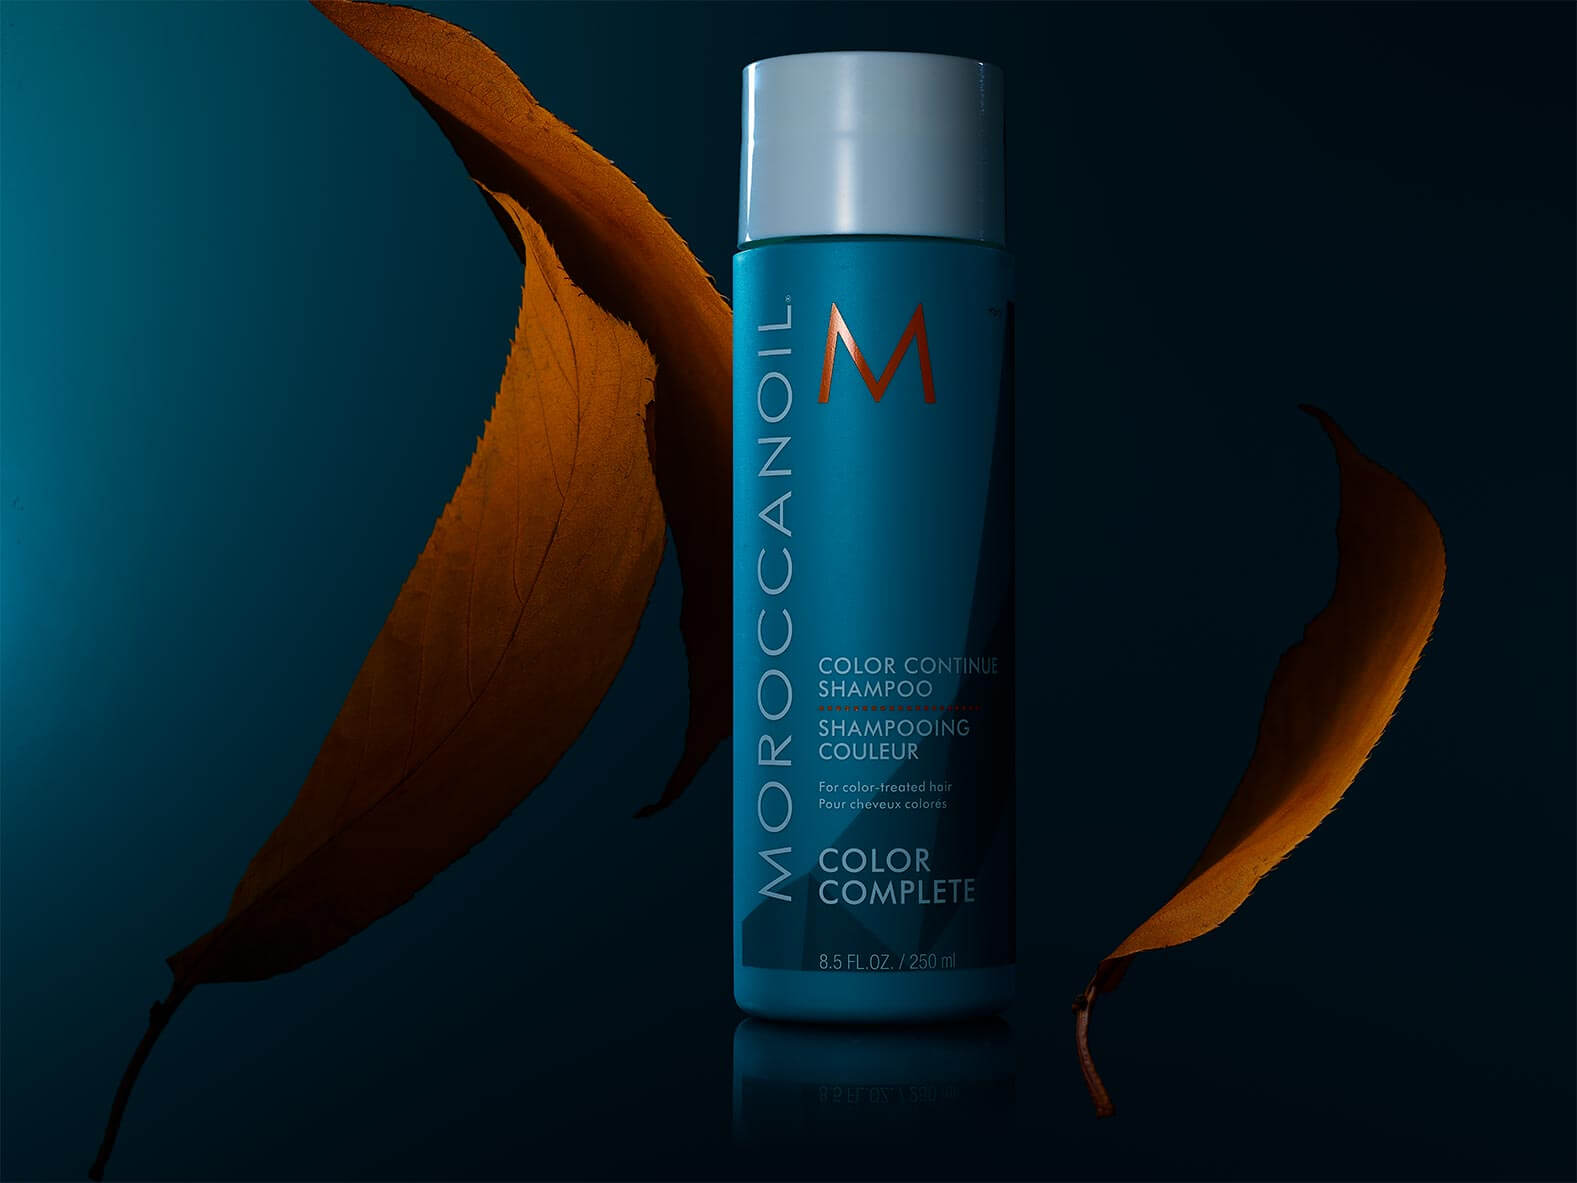 MOROCCANOIL®
M
COLOR CONTINUE
SHAMPOO
SHAMPOOING
COULEUR
For color-treated hair
Pour cheveux colorés
COLOR
COMPLETE
8.5 FL.OZ. / 250 ml